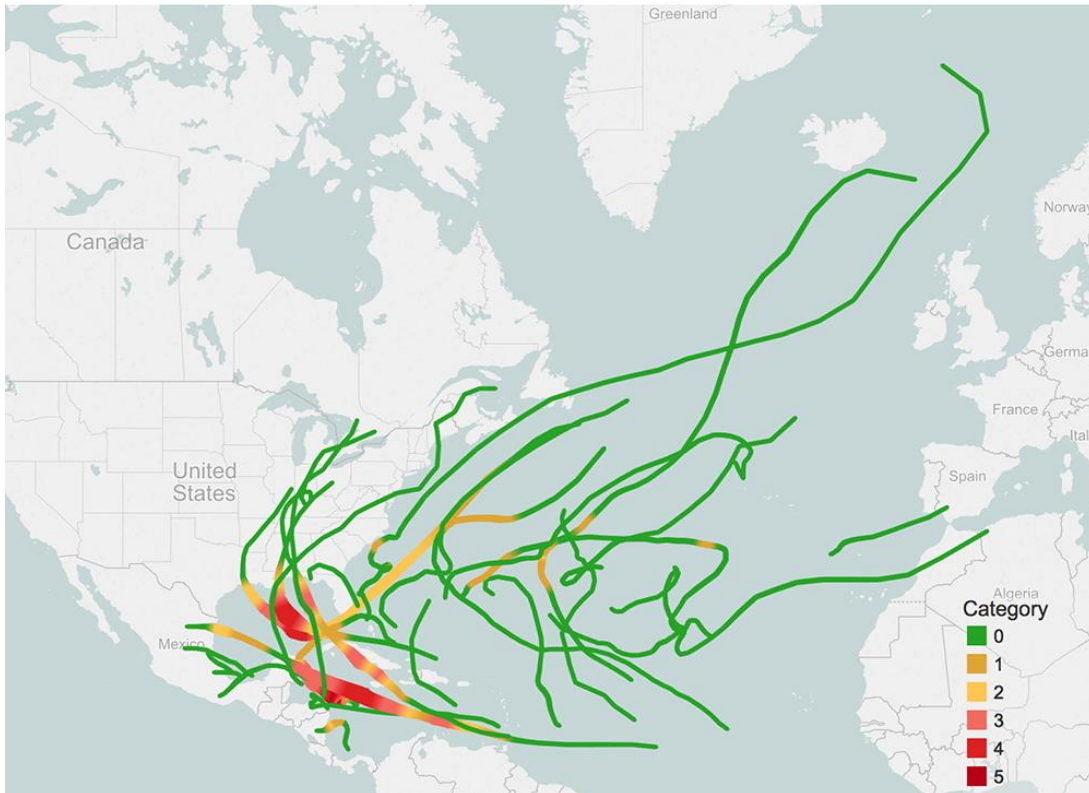 Greenland
Norway
Canada
Germa
France
Ital
United
States
Spain
Algeria
Mexico
Category
0
1
2
3
4
5